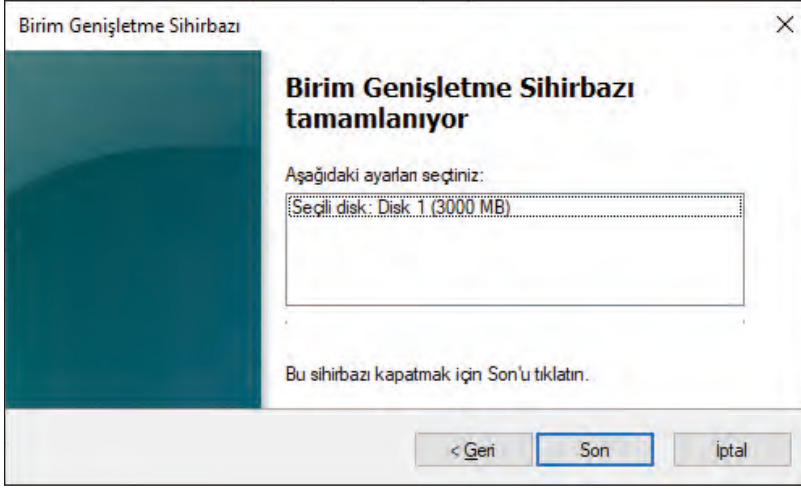 Birim Genişletme Sihirbazı
Birim Genişletme Sihirbazı
tamamlanıyor
Aşağıdaki ayarları seçtiniz:
Seçili disk: Disk 1 (3000 MB)
Bu sihirbazı kapatmak için Son'u tıklatın.
< Geri
Son
İptal